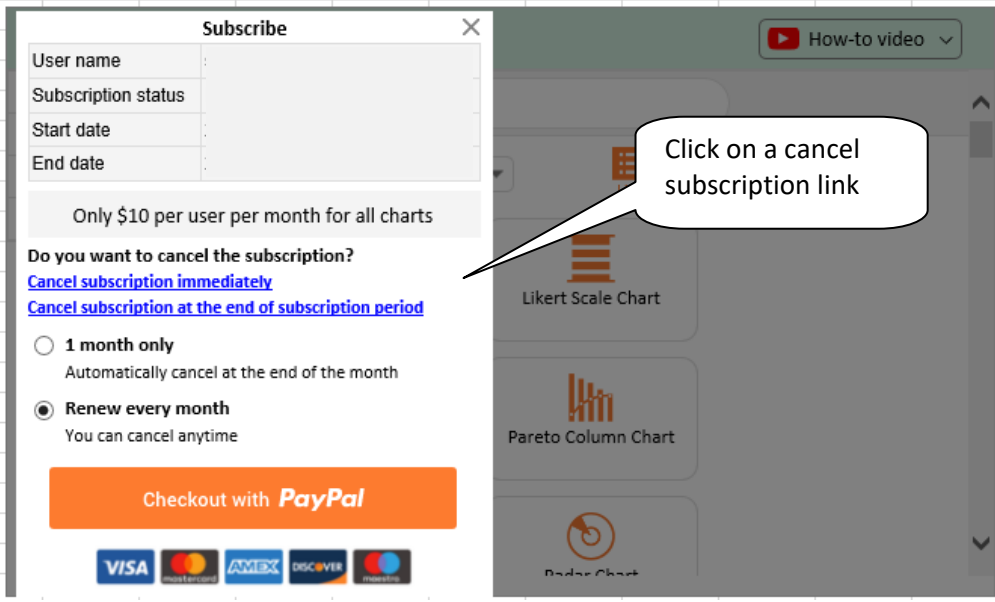 Subscribe
How-to video
User name
Subscription status
Start date
End date
Click on a cancel
subscription link
Only $10 per user per month for all charts
Do you want to cancel the subscription?
Cancel subscription immediately
Cancel subscription at the end of subscription period
Likert Scale Chart
1 month only
Automatically cancel at the end of the month
Renew every month
You can cancel anytime
Pareto Column Chart
Checkout with PayPal
Radar Chart
VISA mastercard AMEX DISCOVER maestro